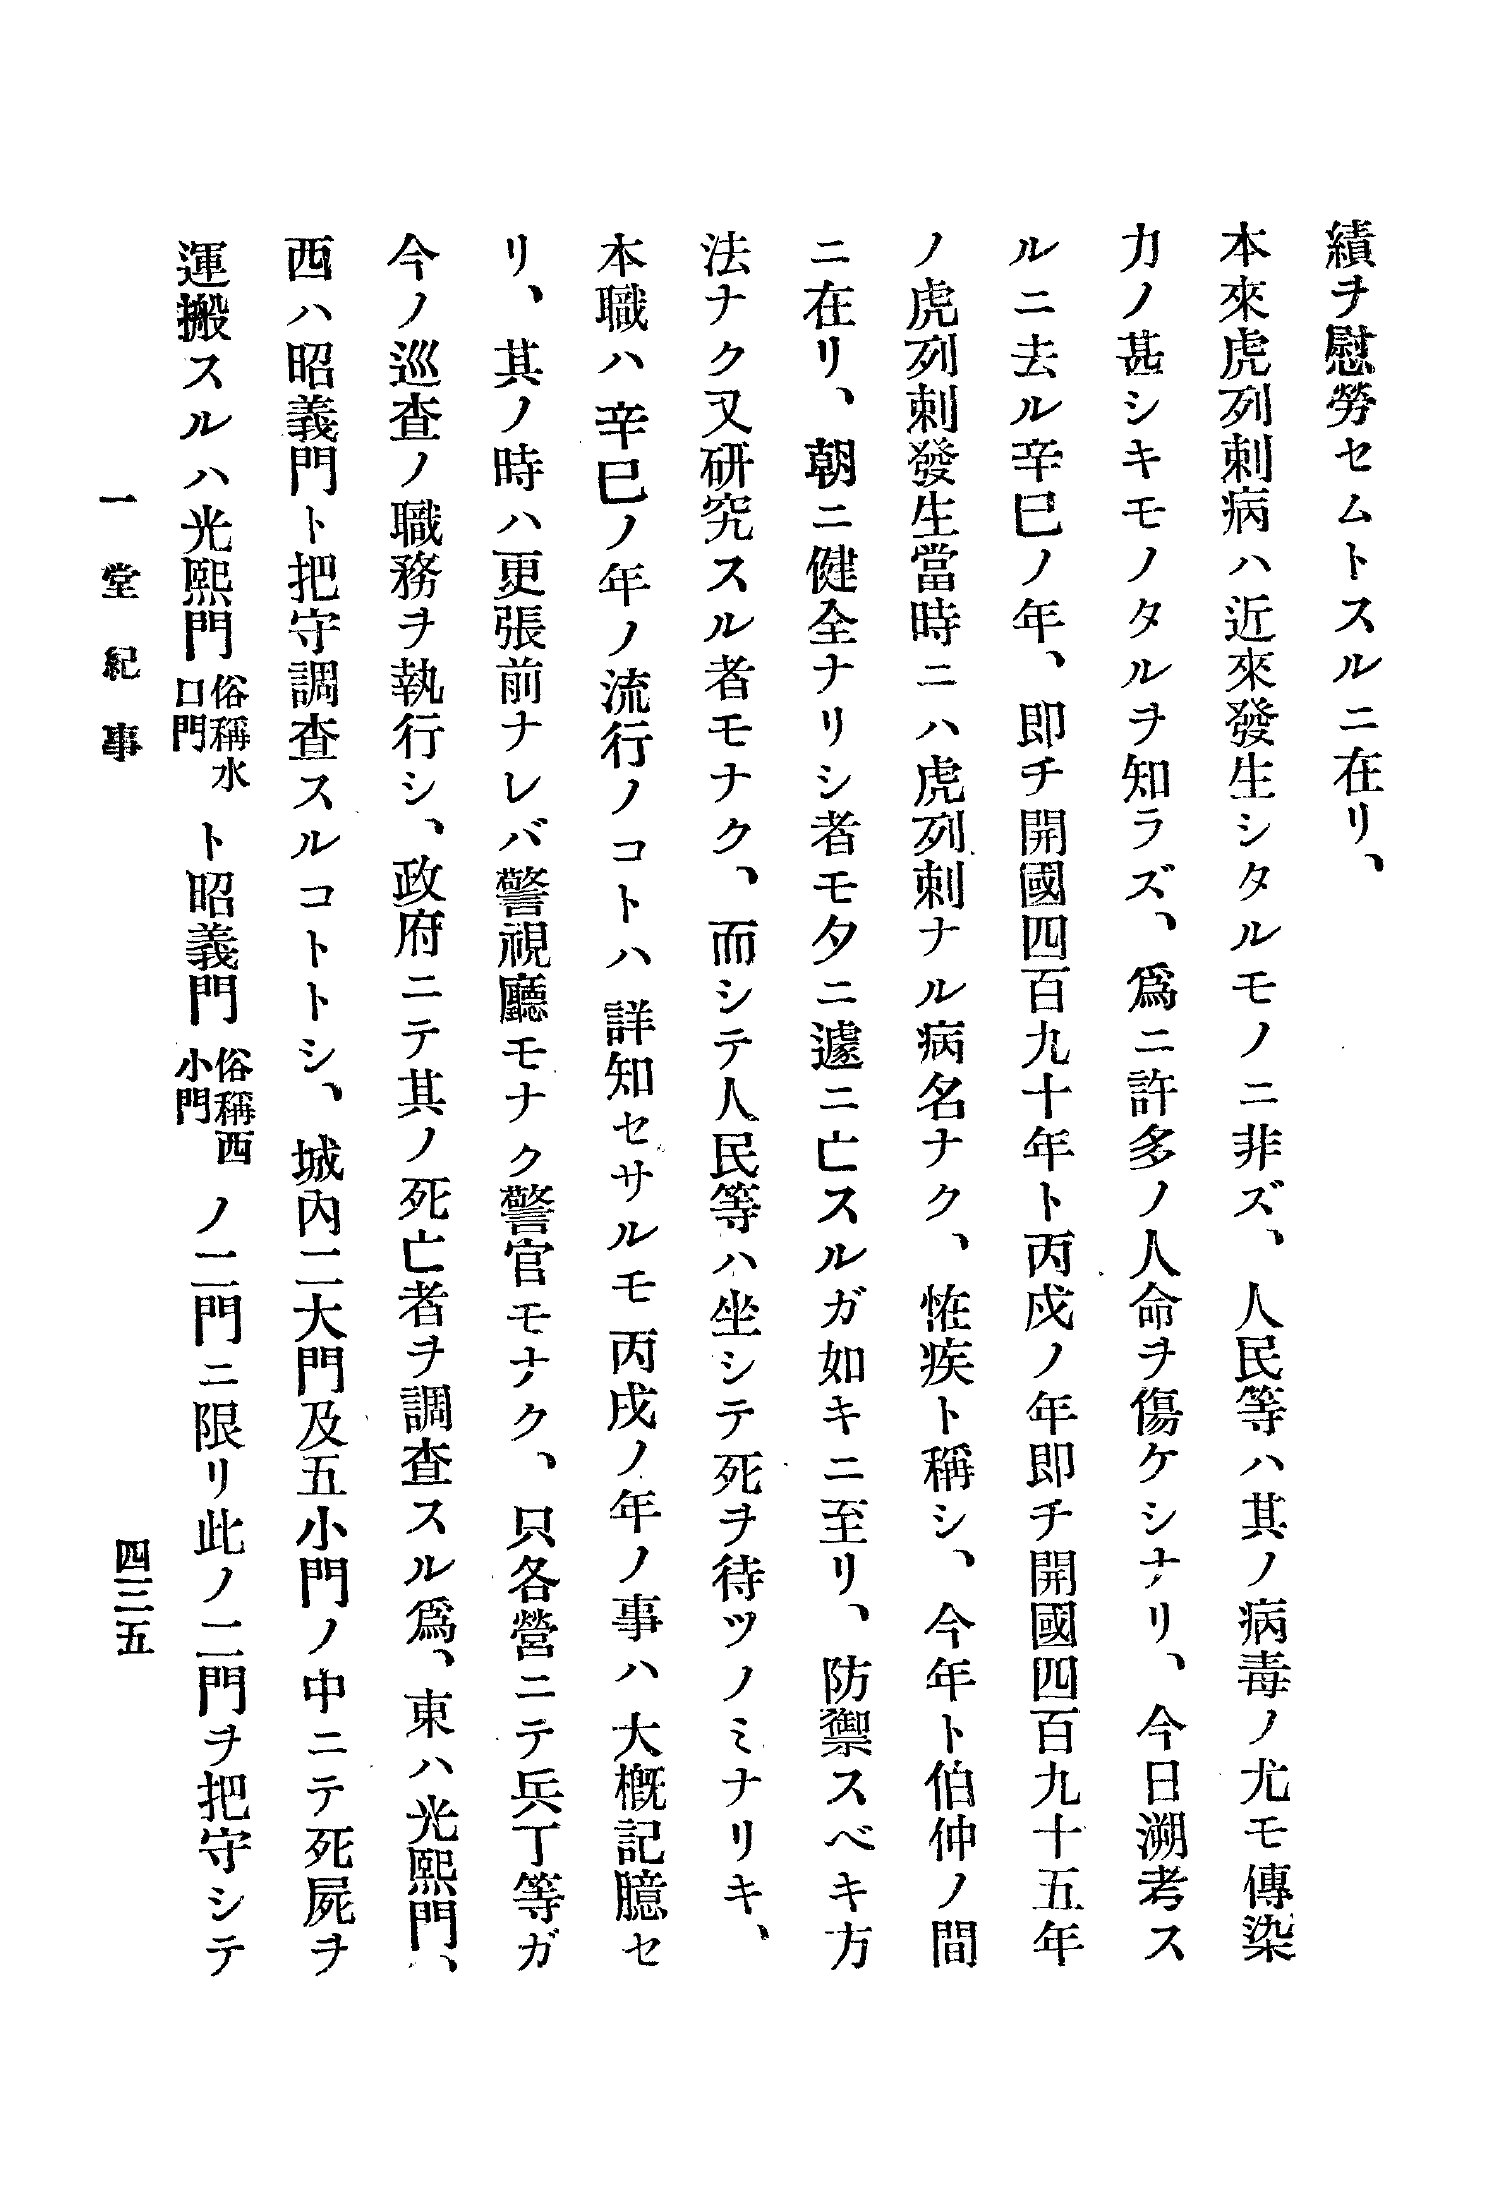 績ヲ慰勞セムトスルニ在リ、
本來虎列刺病ハ近來發生シタルモノニ非ズ、人民等ハ其ノ病毒ノ尤モ傳染
力ノ甚シキモノタルヲ知ラズ、爲ニ許多ノ人命ヲ傷ケシナリ、今日溯考ス
ルニ去ル辛巳ノ年、即チ開國四百九十年ト丙戍ノ年即チ開國四百九十五年
ノ虎列刺發生當時ニハ虎列刺ナル病名ナク、恠疾ト稱シ、今年ト伯仲ノ間
ニ在リ、朝ニ健全ナリシ者モ夕ニ遽ニ亡スルガ如キニ至リ、防禦スベキ方
法ナク又硏究スル者モナク、而シテ人民等ハ坐シテ死ヲ待ツノミナリキ、
本職ハ辛巳ノ年ノ流行ノコトハ詳知セサルモ丙戍ノ年ノ事ハ大槪記臆セ
リ、其ノ時ハ更張前ナレバ警視廳モナク警官モナク、只各營ニテ兵丁等ガ
今ノ巡査ノ職務ヲ執行シ、政府ニテ其ノ死亡者ヲ調査スル爲、東ハ光熙門、
西ハ昭義門ト把守調査スルコトトシ、城內二大門及五小門ノ中ニテ死屍ヲ
運搬スルハ光熙門俗稱水口門ト昭義門俗稱西小門ノ二門ニ限リ此ノ二門ヲ把守シテ
一堂紀事
四三五